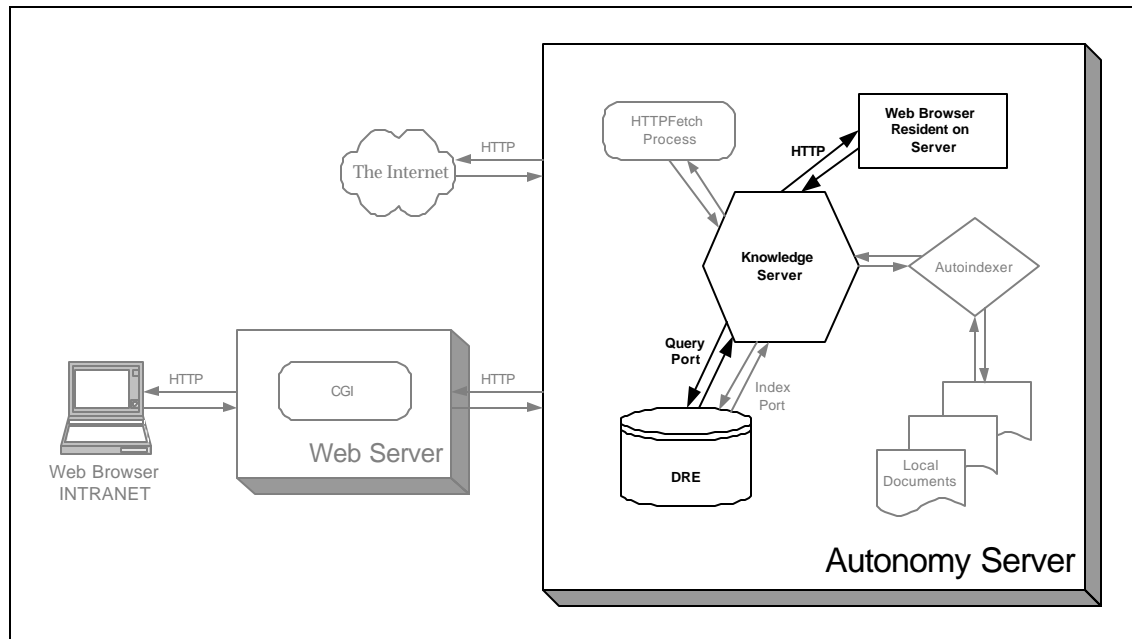 HTTPFetch
Process
Web Browser
Resident on
Server
HTTP
HTTP
The Internet
Knowledge
Server
Autoindexer
Query
Port
Index
Port
HTTP
HTTP
CGI
Web Server
Web Browser
INTRANET
DRE
Local
Documents
Autonomy Server